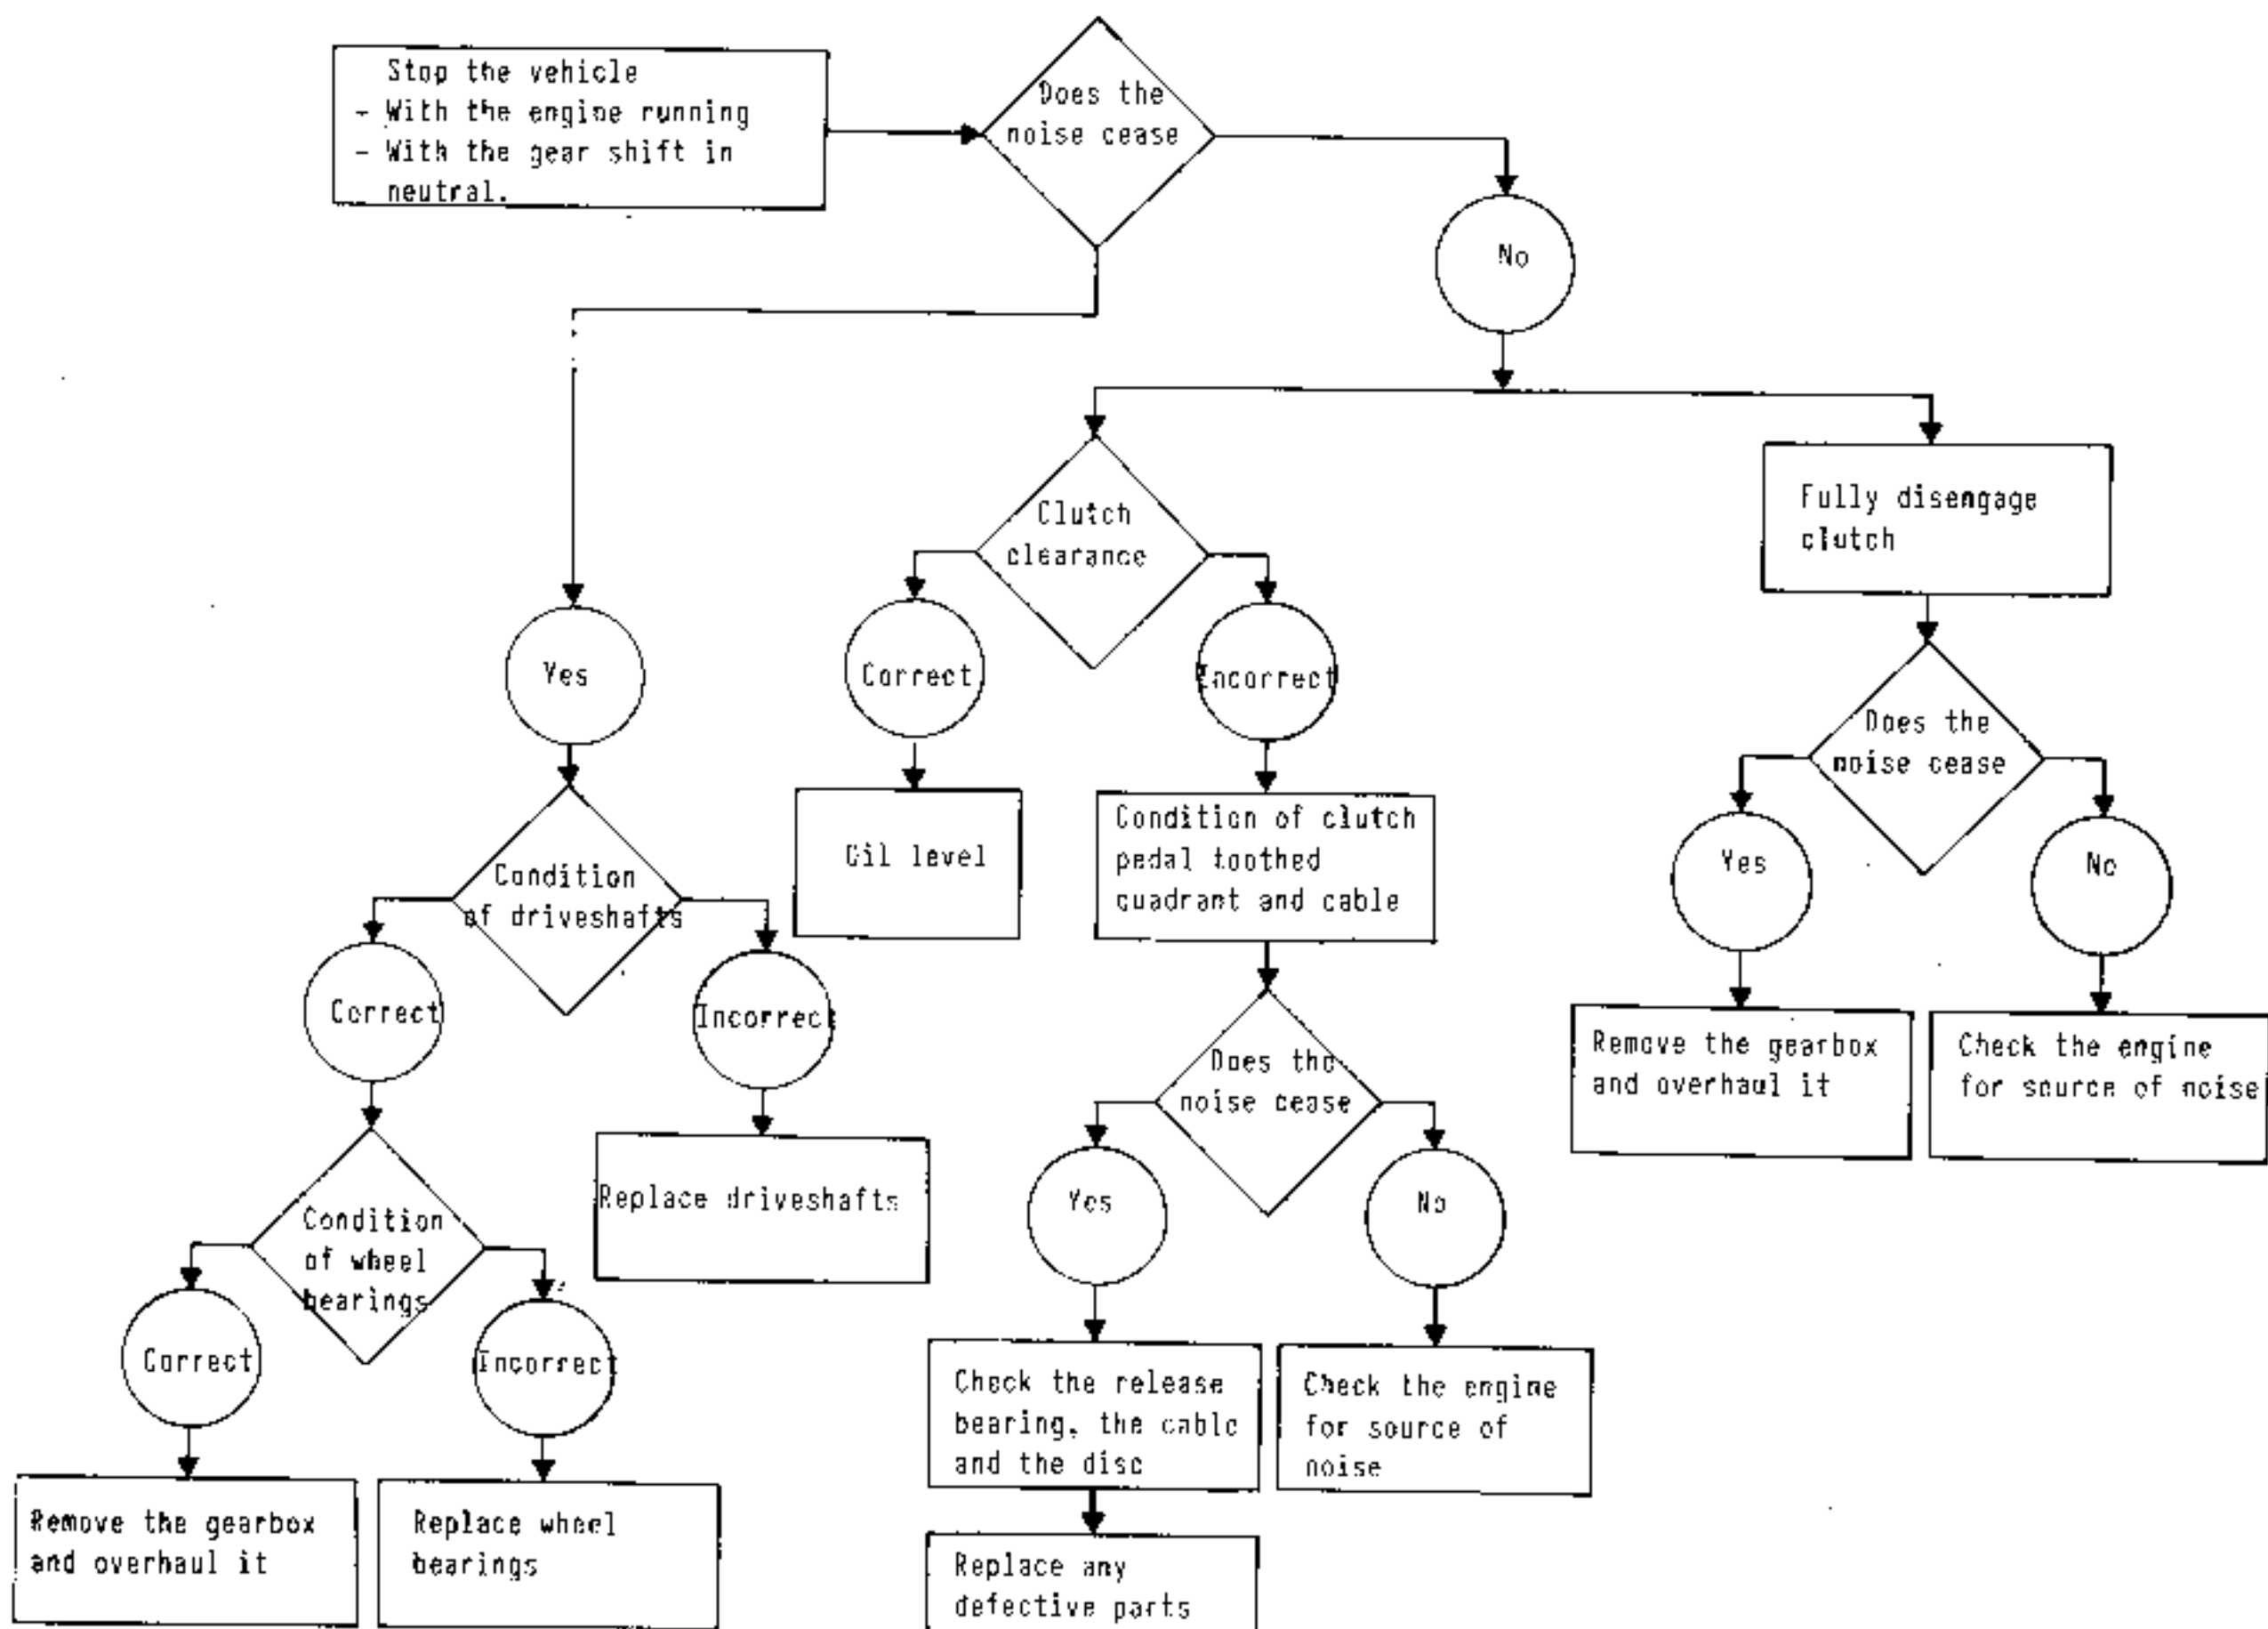 Stop the vehicle
- With the engine running
- With the gear shift in
neutral.
Does the
noise cease
No
Clutch
clearance
Fully disengage
clutch
Yes
Correct
Incorrect
Does the
noise cease
Condition
of driveshafts
Oil level
Condition of clutch
pedal toothed
quadrant and cable
Yes
No
Correct
Incorrect
Does the
noise cease
Remove the gearbox
and overhaul it
Check the engine
for source of noise
Condition
of wheel
bearings
Replace driveshafts
Yes
No
Correct
Incorrect
Check the release
bearing, the cable
and the disc
Check the engine
for source of
noise
Remove the gearbox
and overhaul it
Replace wheel
bearings
Replace any
defective parts